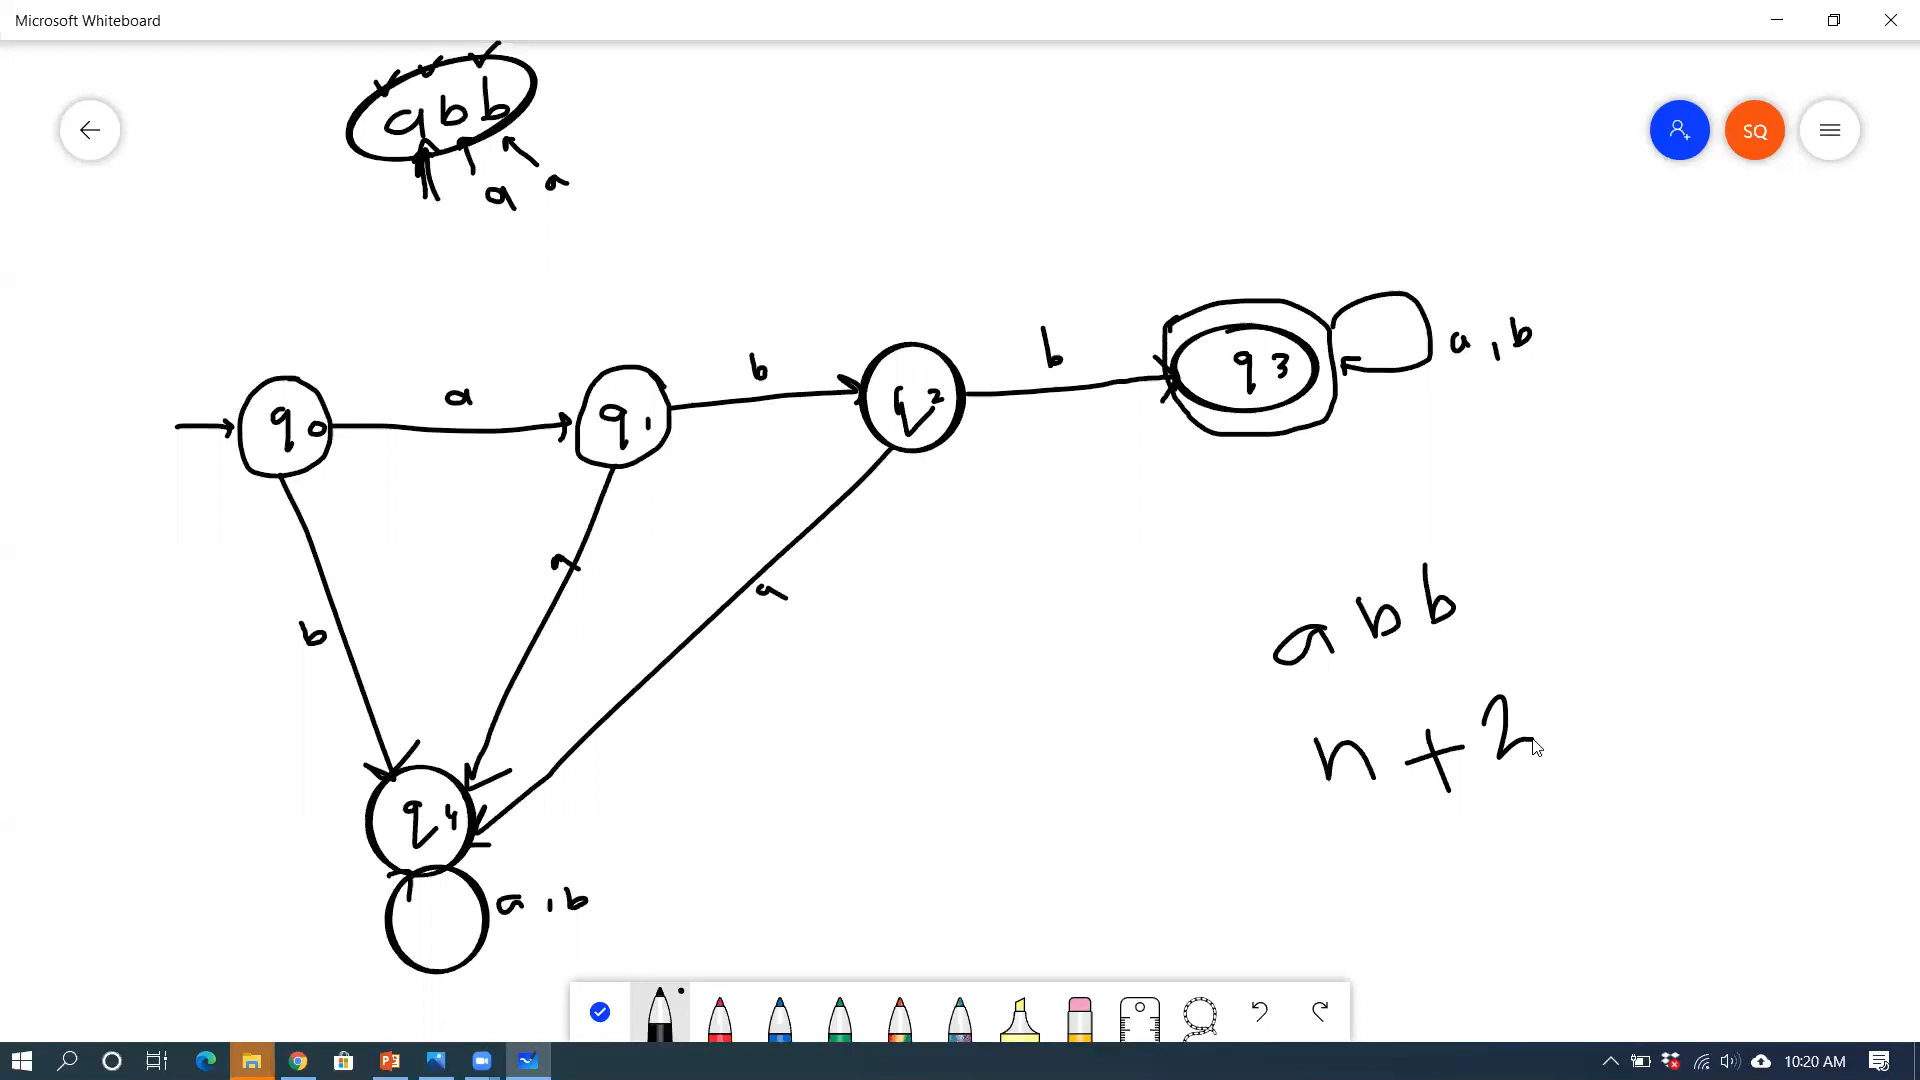 Microsoft Whiteboard
abb
a a
SQ
a b b a , b
q0 q1 q2 q3
b a a
abb
n + 2
q4
a , b
10:20 AM